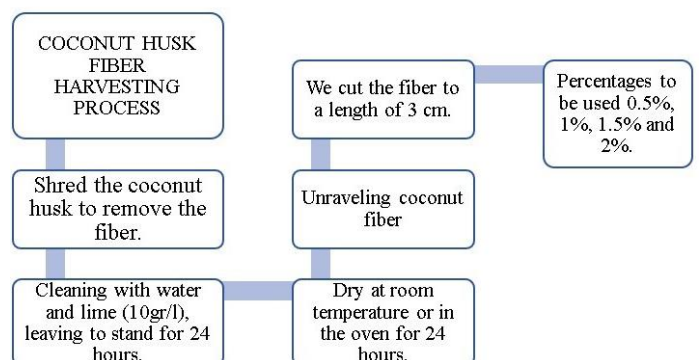 COCONUT HUSK
FIBER
HARVESTING
PROCESS
Shred the coconut
husk to remove the
fiber.
Cleaning with water
and lime (10gr/l),
leaving to stand for 24
hours.
Dry at room
temperature or in
the oven for 24
hours.
Unraveling coconut
fiber
We cut the fiber to
a length of 3 cm.
Percentages to
be used 0.5%,
1%, 1.5% and
2%.